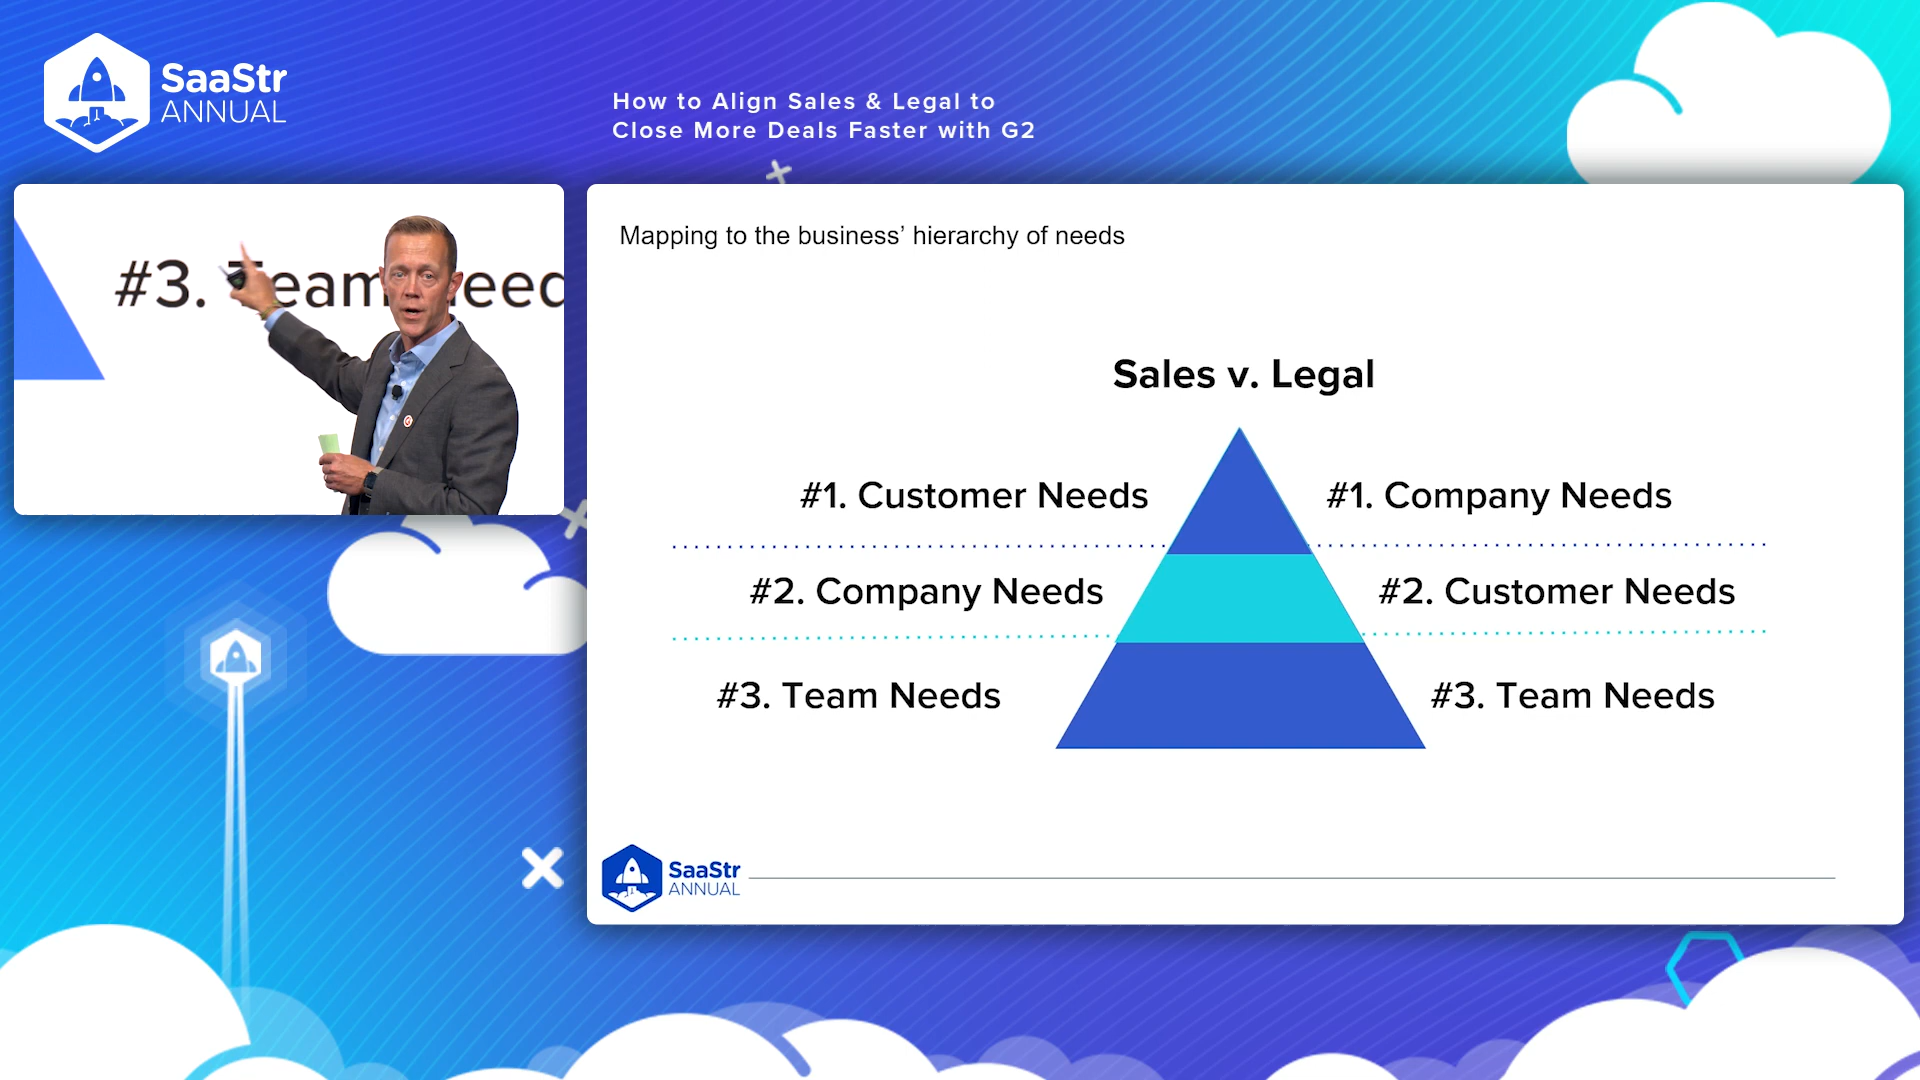 SaaStr
ANNUAL
How to Align Sales & Legal to
Close More Deals Faster with G2
#3. Team Need
Mapping to the business’ hierarchy of needs
Sales v. Legal
#1. Customer Needs
#1. Company Needs
#2. Company Needs
#2. Customer Needs
#3. Team Needs
#3. Team Needs
SaaStr
ANNUAL